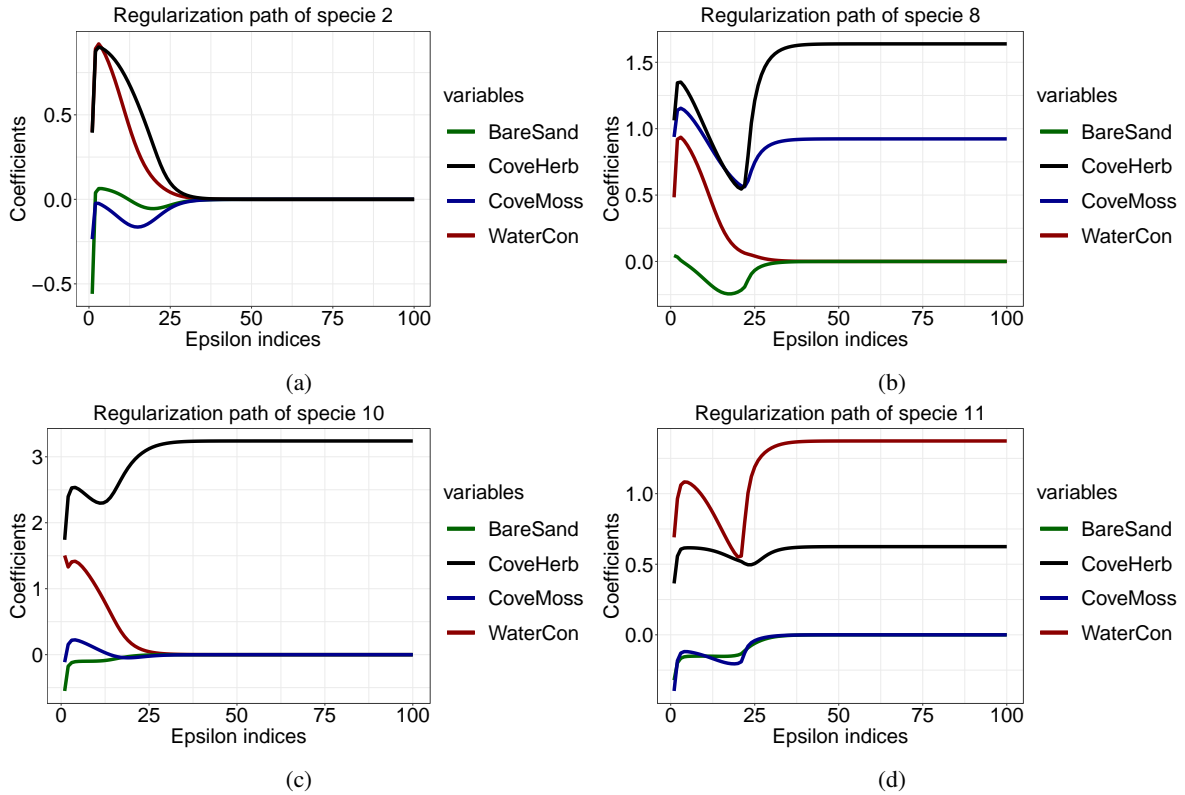 Regularization path of specie 2
Coefficients
0.5
0.0
−0.5
0
25
50
75
100
Epsilon indices
variables
BareSand
CoveHerb
CoveMoss
WaterCon
(a)
Regularization path of specie 8
Coefficients
1.5
1.0
0.5
0.0
0
25
50
75
100
Epsilon indices
variables
BareSand
CoveHerb
CoveMoss
WaterCon
(b)
Regularization path of specie 10
Coefficients
3
2
1
0
0
25
50
75
100
Epsilon indices
variables
BareSand
CoveHerb
CoveMoss
WaterCon
(c)
Regularization path of specie 11
Coefficients
1.0
0.5
0.0
0
25
50
75
100
Epsilon indices
variables
BareSand
CoveHerb
CoveMoss
WaterCon
(d)